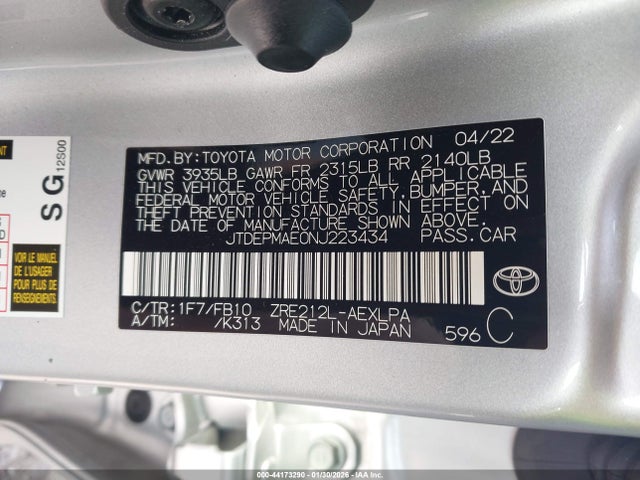 MFD.BY:TOYOTA MOTOR CORPORATION 04/22
GVWR 3935LB GAWR FR 2315LB RR 2140LB
THIS VEHICLE CONFORMS TO ALL APPLICABLE
FEDERAL MOTOR VEHICLE SAFETY,BUMPER,AND
THEFT PREVENTION STANDARDS IN EFFECT ON
THE DATE OF MANUFACTURE SHOWN ABOVE.
JTDEPMAE0NJ223434 PASS.CAR
C/TR:1F7/FB10 ZRE212L-AEXLPA
A/TM: /K313 MADE IN JAPAN 596 C
SG 12S00
VOIR LE MANUEL
DE L'USAGER
POUR PLUS DE
RENSEIGNEMENTS
TOYOTA
000-44173290 - 01/30/2026 - IAA INC.